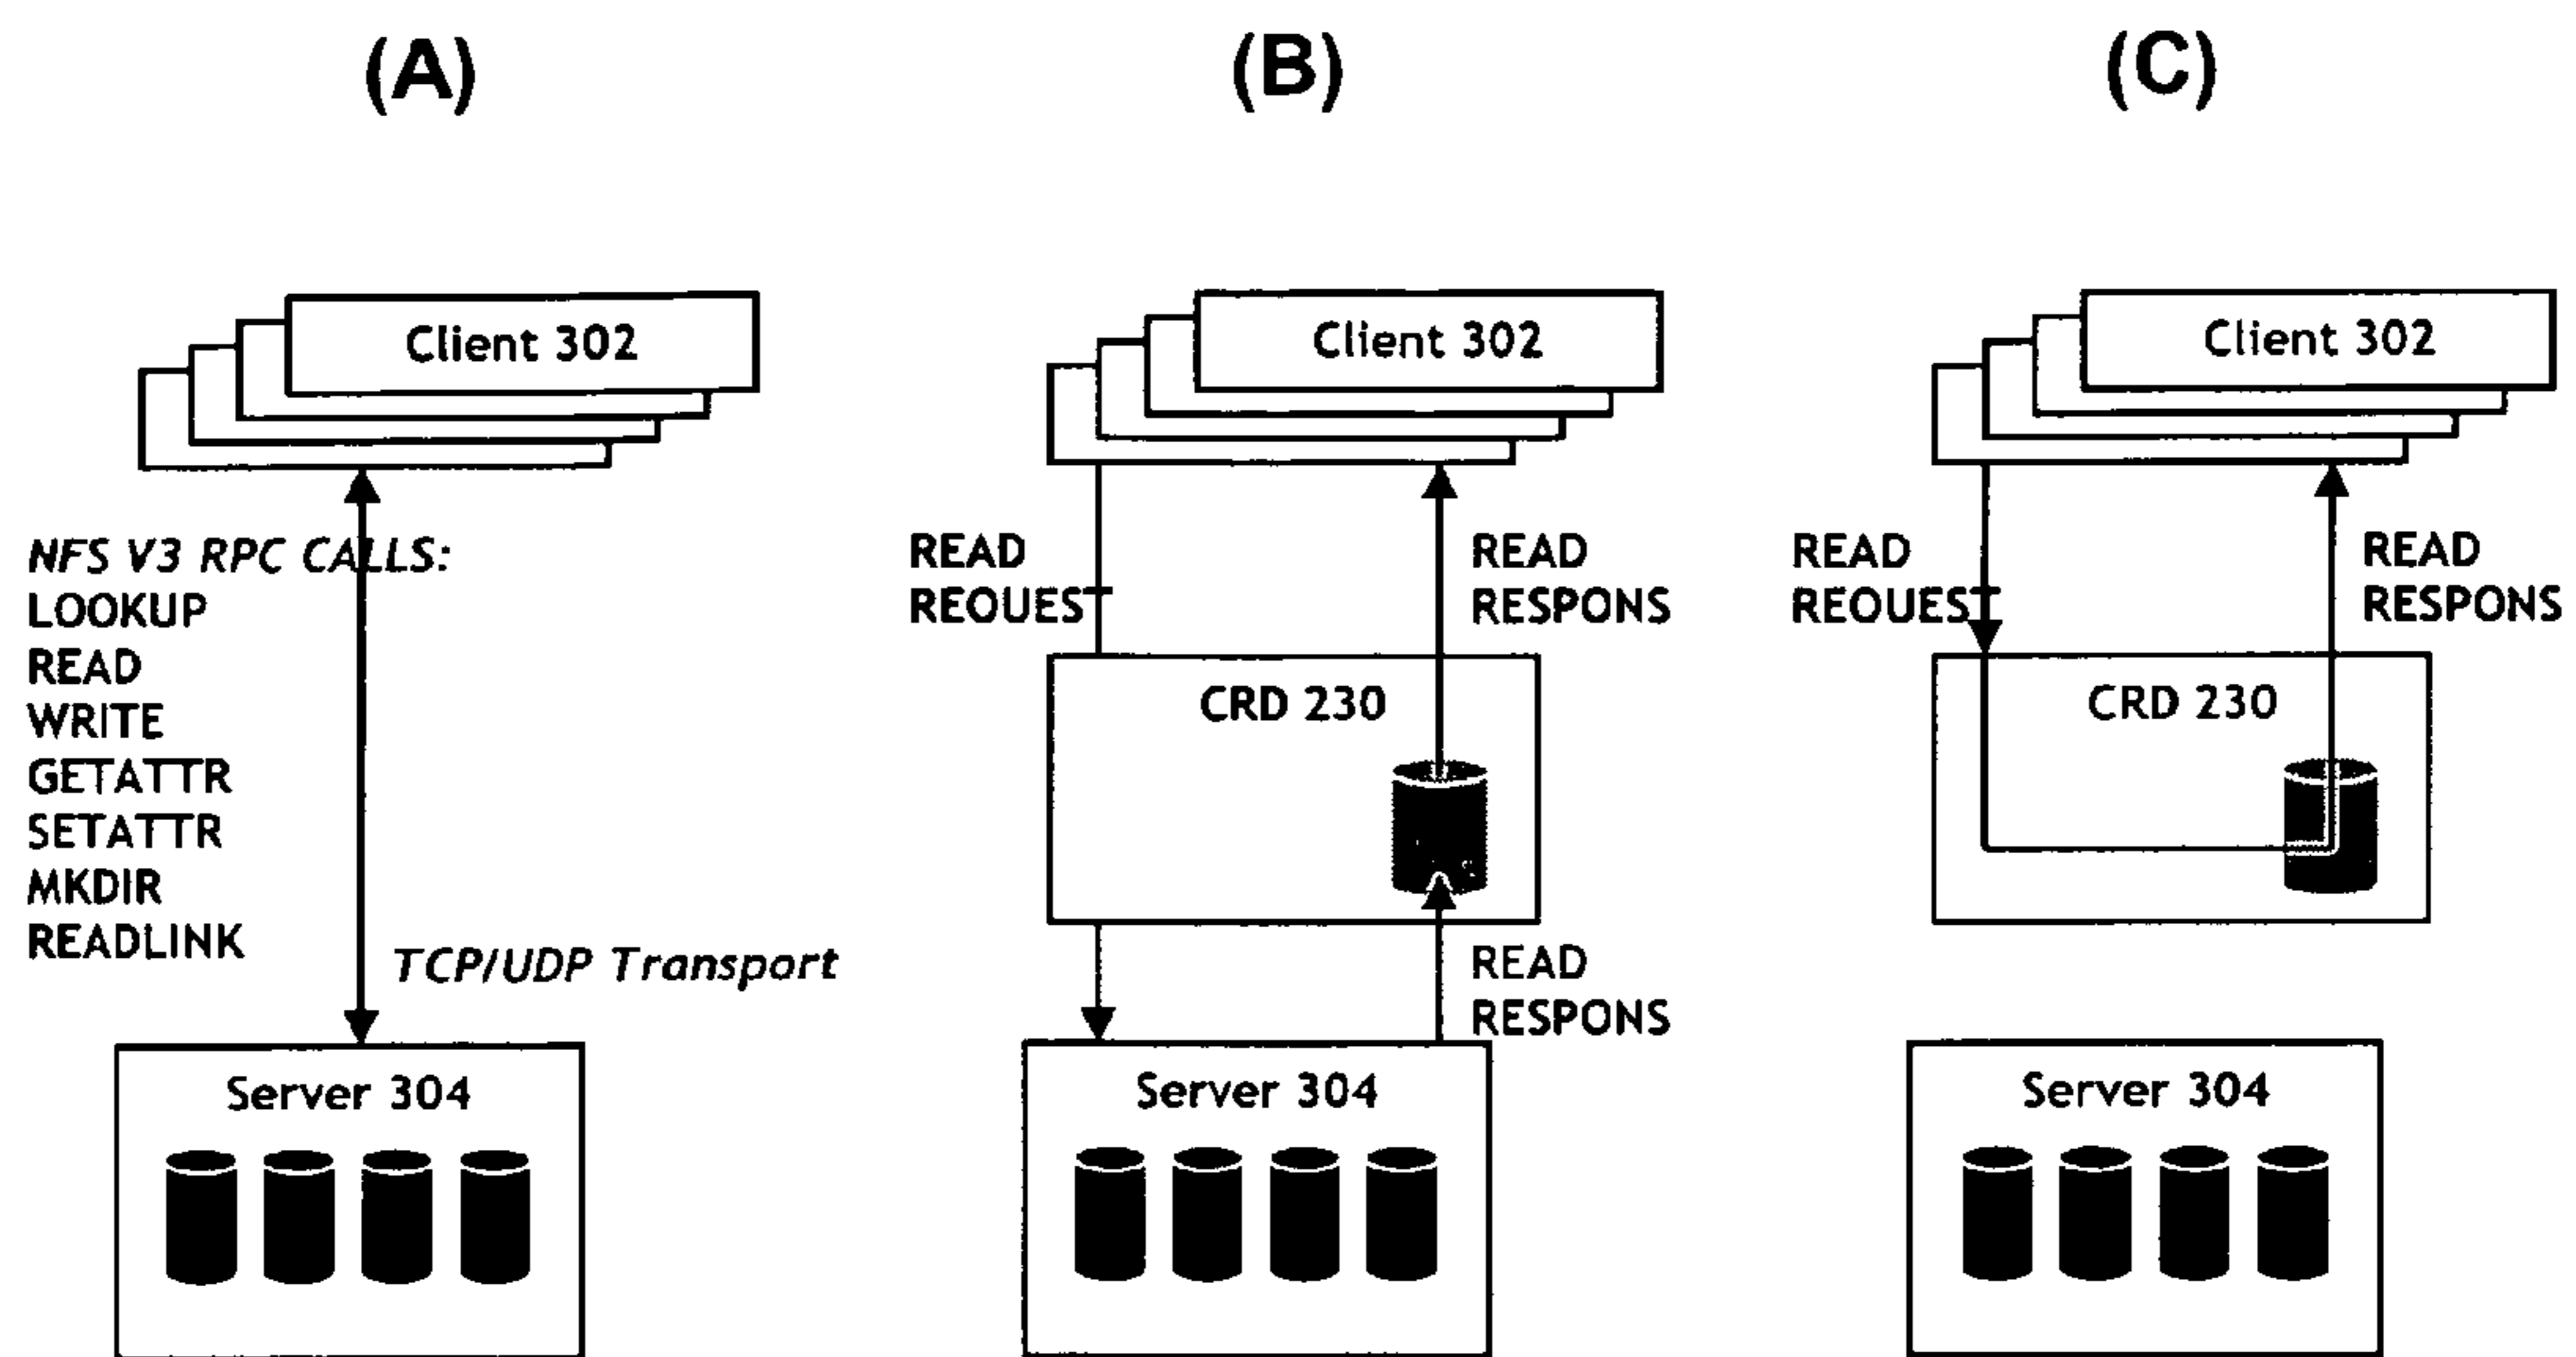 (A)
Client 302
NFS V3 RPC CALLS:
LOOKUP
READ
WRITE
GETATTR
SETATTR
MKDIR
READLINK
TCP/UDP Transport
Server 304
(B)
Client 302
READ
REOUEST
READ
RESPONS
CRD 230
READ
RESPONS
Server 304
(C)
Client 302
READ
REOUEST
READ
RESPONS
CRD 230
Server 304